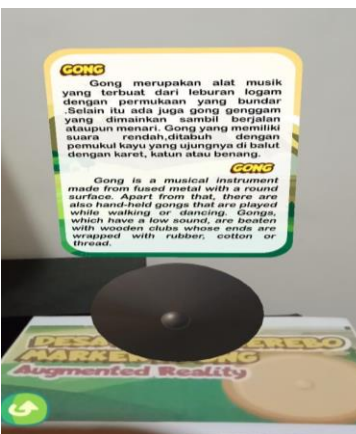 GONG
Gong merupakan alat musik
yang terbuat dari leburan logam
dengan permukaan yang bundar
.Selain itu ada juga gong genggam
yang dimainkan sambil berjalan
ataupun menari. Gong yang memiliki
suara rendah,ditabuh dengan
pemukul kayu yang ujungnya di balut
dengan karet, katun atau benang.
GONG
Gong is a musical instrument
made from fused metal with a round
surface. Apart from that, there are
also hand-held gongs that are played
while walking or dancing. Gongs,
which have a low sound, are beaten
with wooden clubs whose ends are
wrapped with rubber, cotton or
thread.
Augmented Reality